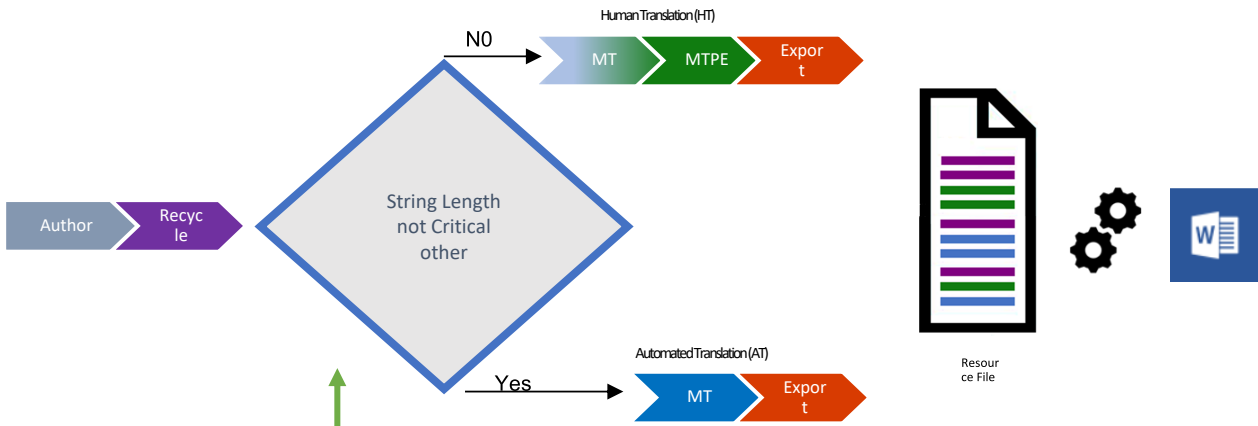 Human Translation (HT)
N0
MT
MTPE
Expor
t
Author
Recyc
le
String Length
not Critical
other
W
Resour
ce File
Automated Translation (AT)
Yes
MT
Expor
t